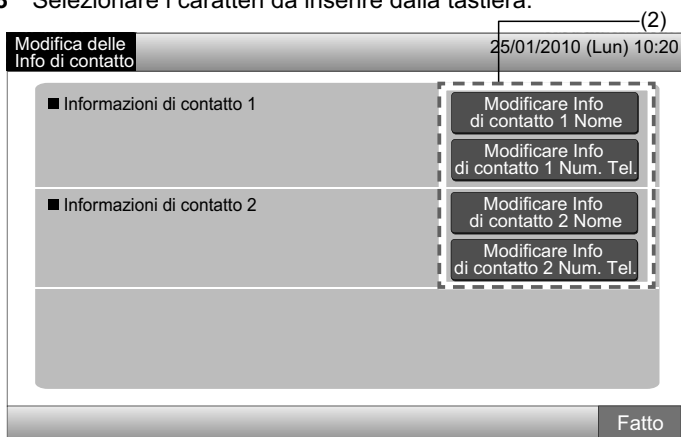 Selezionare i caratteri da inserire dalla tastiera.
(2)
Modifica delle
Info di contatto
25/01/2010 (Lun) 10:20
■ Informazioni di contatto 1
Modificare Info
di contatto 1 Nome
Modificare Info
di contatto 1 Num. Tel.
■ Informazioni di contatto 2
Modificare Info
di contatto 2 Nome
Modificare Info
di contatto 2 Num. Tel.
Fatto